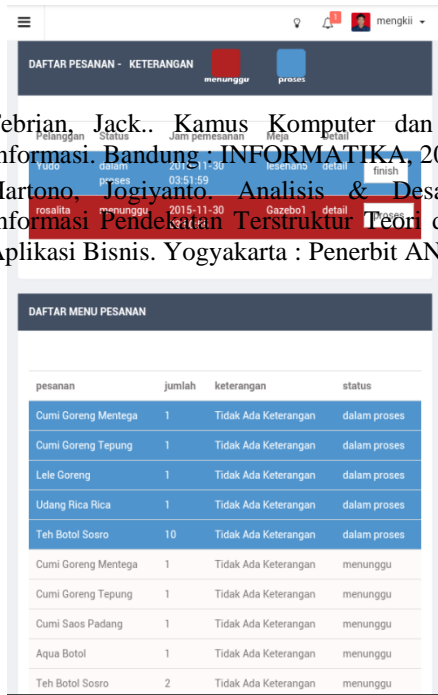 1
mengkii
DAFTAR PESANAN - KETERANGAN
menunggu proses
Febrian, Jack.. Kamus Komputer dan
Pelanggan Status Jam pemesanan Meja Detail
Informasi. Bandung : INFORMATIKA, 20
Yudo dalam proses 2015-11-30 03:51:59 lesehan5 detail finish
Martono, Jogiyanto. Analisis & Desa
rosalita menunggu 2015-11-30 Gazebo1 detail proses
Informasi Pendekatan Terstruktur Teori d
Aplikasi Bisnis. Yogyakarta : Penerbit AN
DAFTAR MENU PESANAN
pesanan jumlah keterangan status
Cumi Goreng Mentega 1 Tidak Ada Keterangan dalam proses
Cumi Goreng Tepung 1 Tidak Ada Keterangan dalam proses
Lele Goreng 1 Tidak Ada Keterangan dalam proses
Udang Rica Rica 1 Tidak Ada Keterangan dalam proses
Teh Botol Sosro 10 Tidak Ada Keterangan dalam proses
Cumi Goreng Mentega 1 Tidak Ada Keterangan menunggu
Cumi Goreng Tepung 1 Tidak Ada Keterangan menunggu
Cumi Saos Padang 1 Tidak Ada Keterangan menunggu
Aqua Botol 1 Tidak Ada Keterangan menunggu
Teh Botol Sosro 2 Tidak Ada Keterangan menunggu